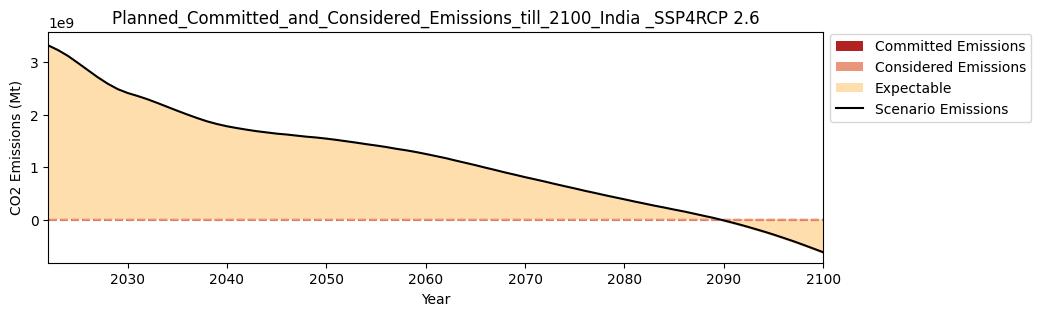 Planned_Committed_and_Considered_Emissions_till_2100_India _SSP4RCP 2.6
1e9
CO2 Emissions (Mt)
3
2
1
0
2030 2040 2050 2060 2070 2080 2090 2100
Year
Committed Emissions
Considered Emissions
Expectable
Scenario Emissions